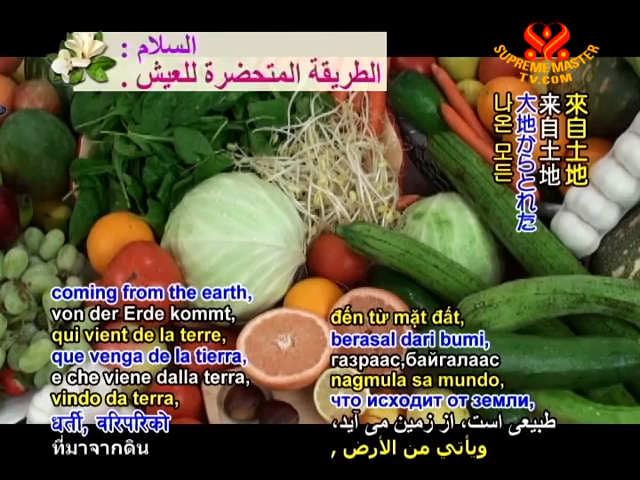 السلام :
الطريقة المتحضرة للعيش .
SUPREME MASTER
TV.COM
來自土地
来自土地
大地からとれた
나온 모든
coming from the earth,
von der Erde kommt,
qui vient de la terre,
que venga de la tierra,
e che viene dalla terra,
vindo da terra,
ที่มาจากดิน
đến từ mặt đất,
berasal dari bumi,
газраас,байгалаас
nagmula sa mundo,
что исходит от земли,
طبیعی است، از زمین می آید،
ويأتي من الأرض ,